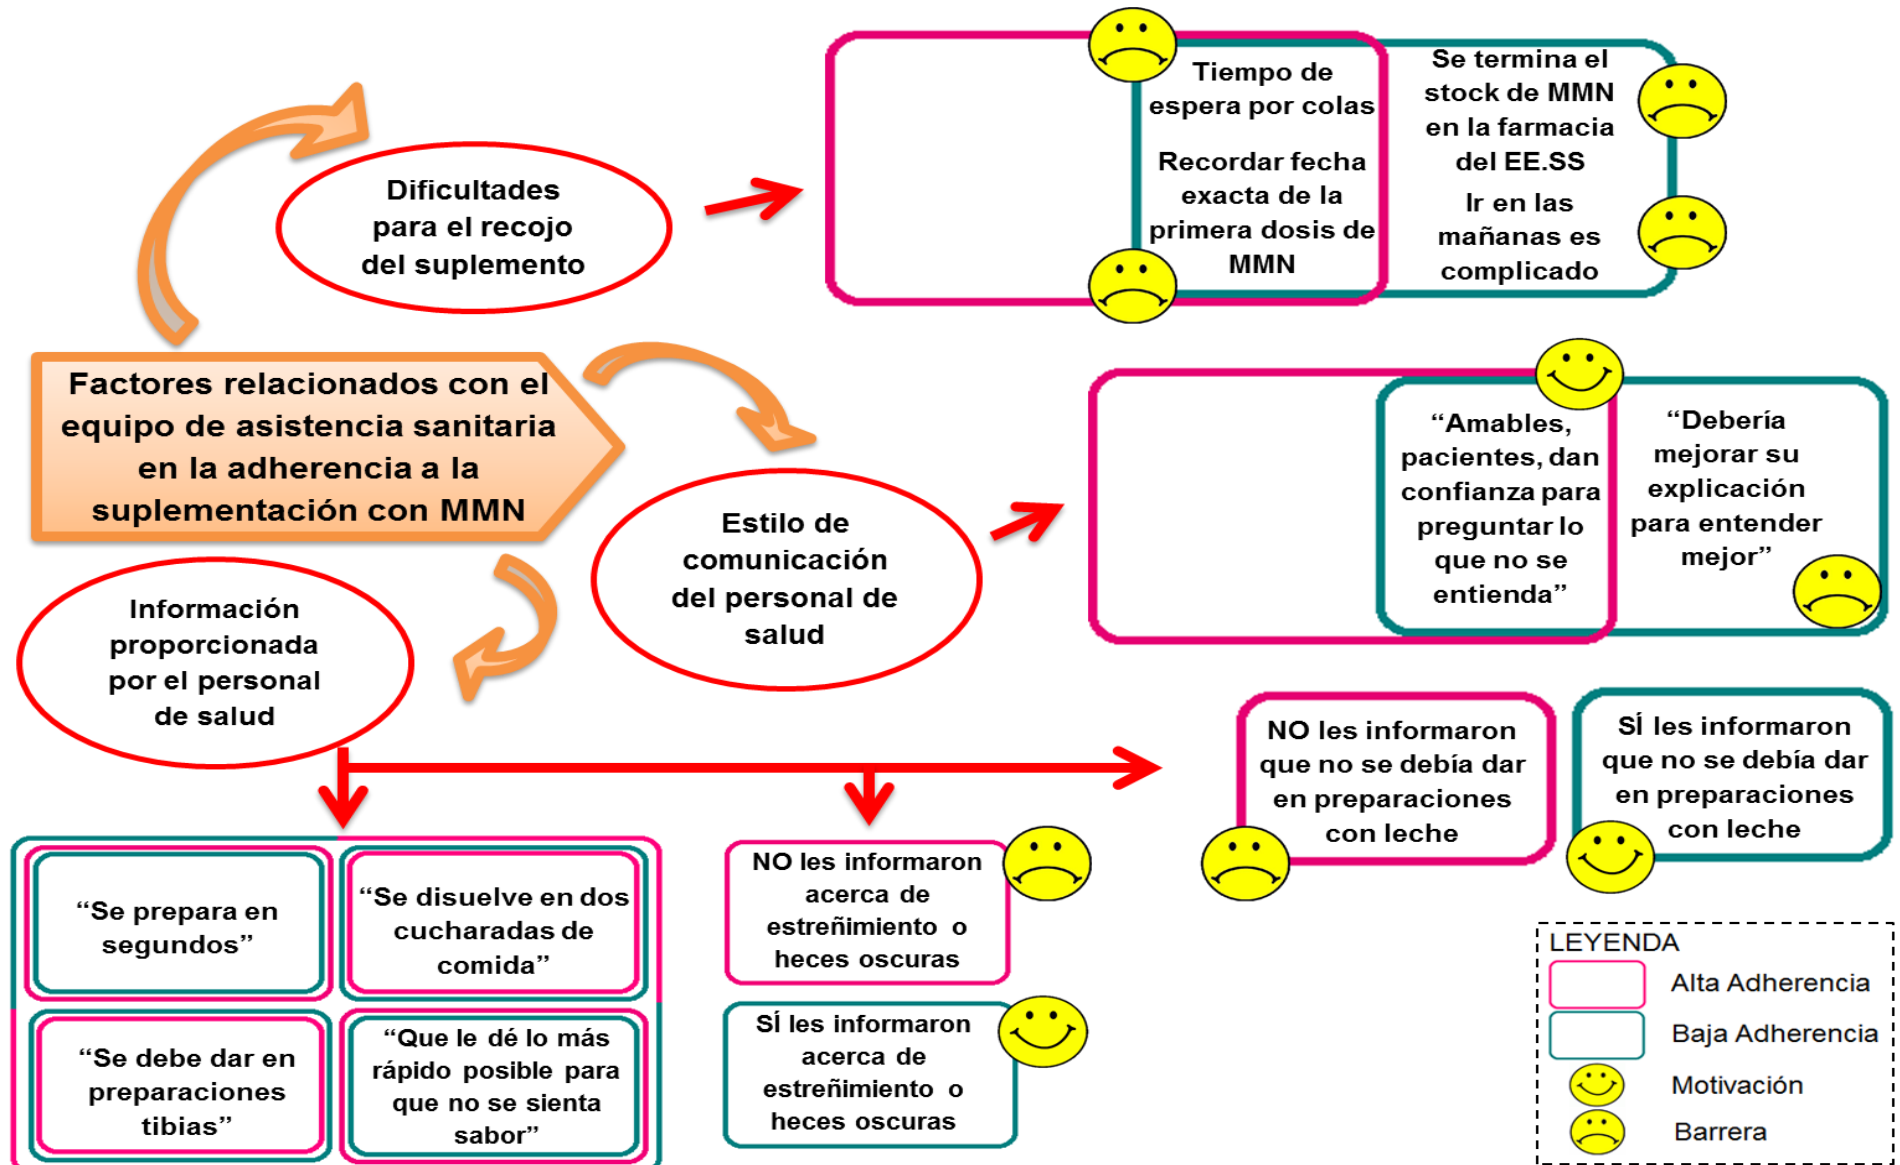 Tiempo de
espera por colas
Recordar fecha
exacta de la
primera dosis de
MMN
Se termina el
stock de MMN
en la farmacia
del EE.SS
Ir en las
mañanas es
complicado
Dificultades
para el recojo
del suplemento
Factores relacionados con el
equipo de asistencia sanitaria
en la adherencia a la
suplementación con MMN
“Amables,
pacientes, dan
confianza para
preguntar lo
que no se
entienda”
“Debería
mejorar su
explicación
para entender
mejor”
Estilo de
comunicación
del personal de
salud
Información
proporcionada
por el personal
de salud
NO les informaron
que no se debía dar
en preparaciones
con leche
SÍ les informaron
que no se debía dar
en preparaciones
con leche
“Se prepara en
segundos”
“Se disuelve en dos
cucharadas de
comida”
NO les informaron
acerca de
estreñimiento o
heces oscuras
“Se debe dar en
preparaciones
tibias”
“Que le dé lo más
rápido posible para
que no se sienta
sabor”
SÍ les informaron
acerca de
estreñimiento o
heces oscuras
LEYENDA
Alta Adherencia
Baja Adherencia
Motivación
Barrera